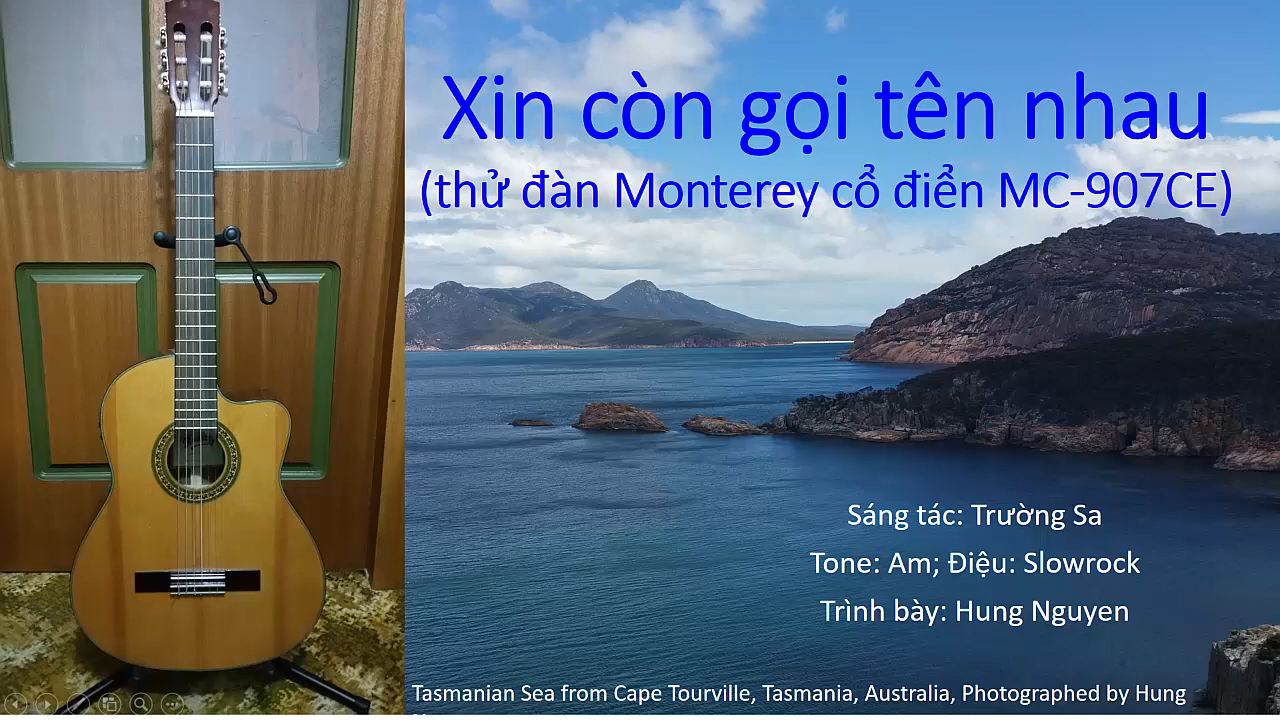 Xin còn gọi tên nhau
(thử đàn Monterey cổ điển MC-907CE)
Sáng tác: Trường Sa
Tone: Am; Điệu: Slowrock
Trình bày: Hung Nguyen
Tasmanian Sea from Cape Tourville, Tasmania, Australia, Photographed by Hung